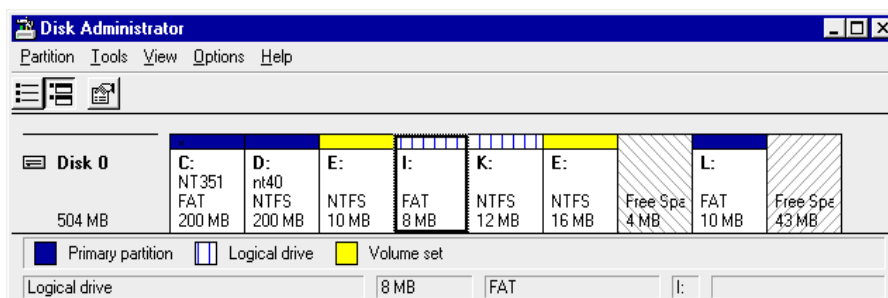 Disk Administrator
Partition Tools View Options Help
Disk 0
504 MB
C:
NT351
FAT
200 MB
D:
nt40
NTFS
200 MB
E:
NTFS
10 MB
I:
FAT
8 MB
K:
NTFS
12 MB
E:
NTFS
16 MB
Free Spa
4 MB
L:
FAT
10 MB
Free Spa
43 MB
Primary partition Logical drive Volume set
Logical drive 8 MB FAT I: